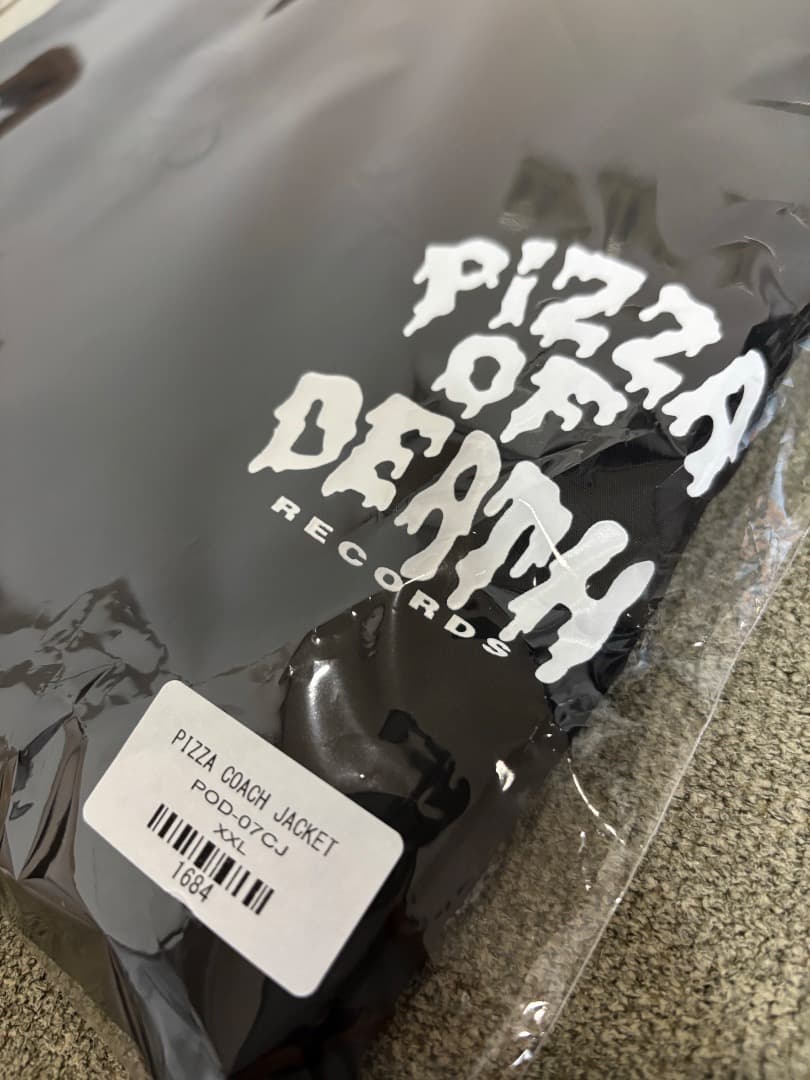 PiZZA
OF
DEATH
RECORDS
PIZZA COACH JACKET
POD-07CJ
XXL
1684